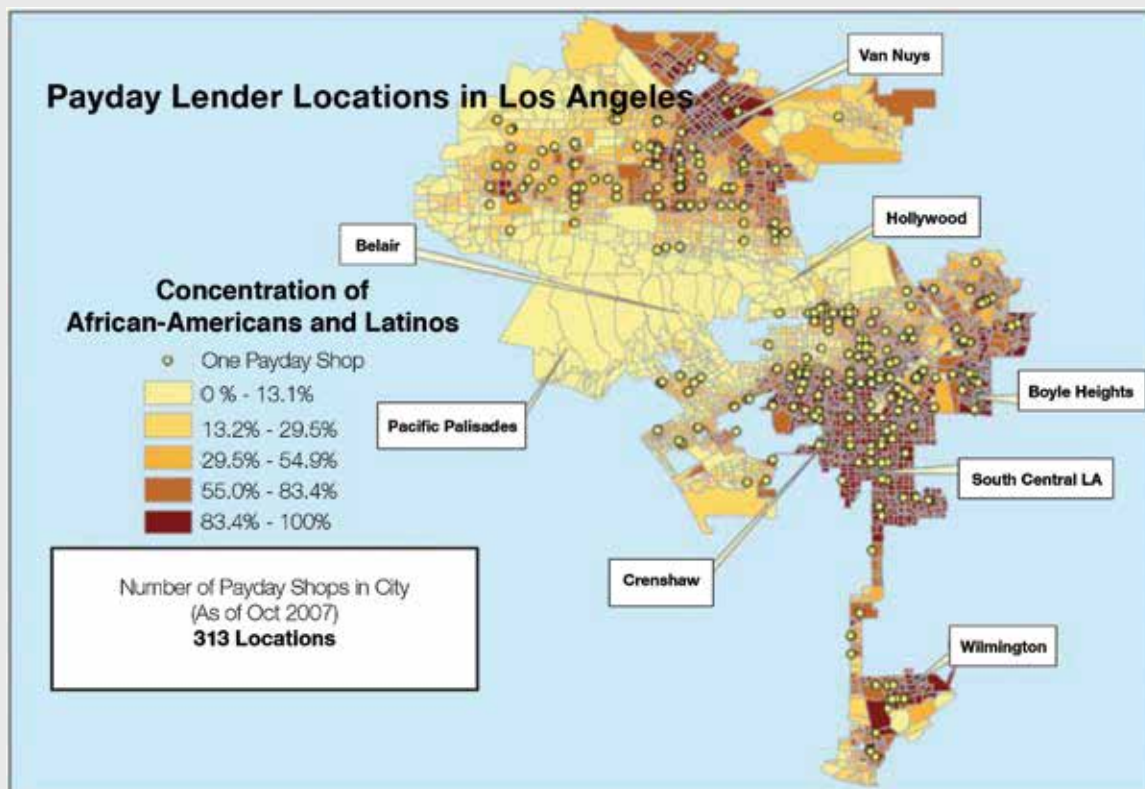 Payday Lender Locations in Los Angeles
Van Nuys
Hollywood
Belair
Concentration of
African-Americans and Latinos
One Payday Shop
0 % - 13.1%
13.2% - 29.5%
29.5% - 54.9%
55.0% - 83.4%
83.4% - 100%
Pacific Palisades
Boyle Heights
South Central LA
Crenshaw
Number of Payday Shops in City
(As of Oct 2007)
313 Locations
Wilmington